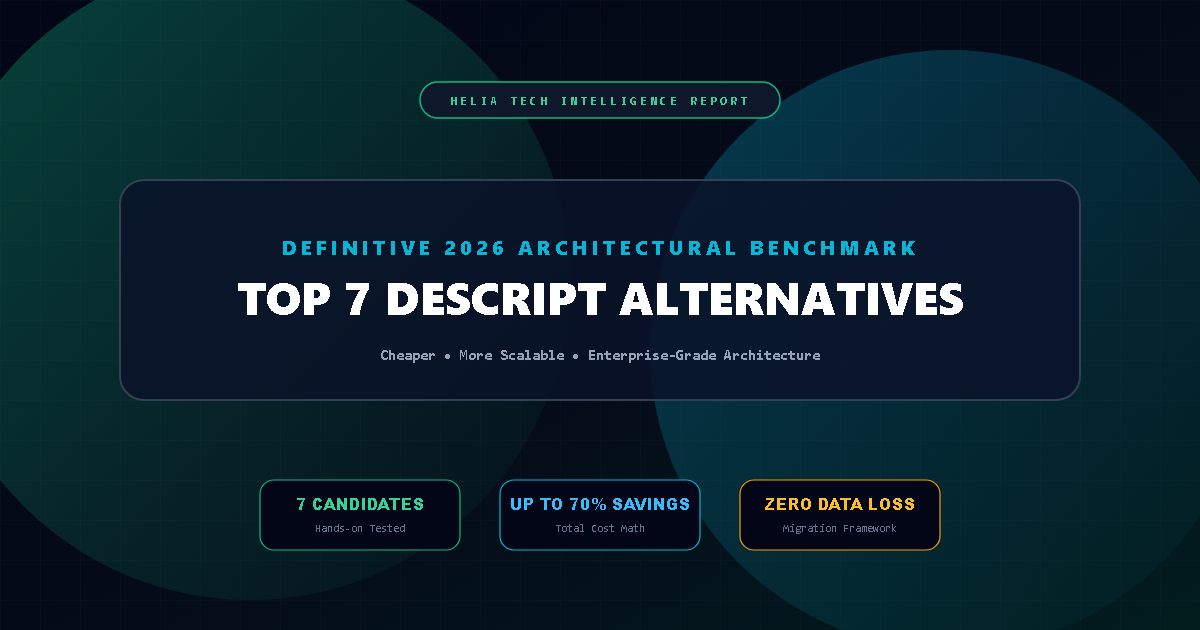 HELIA TECH INTELLIGENCE REPORT
DEFINITIVE 2026 ARCHITECTURAL BENCHMARK
TOP 7 DESCRIPT ALTERNATIVES
Cheaper • More Scalable • Enterprise-Grade Architecture
7 CANDIDATES
Hands-on Tested
UP TO 70% SAVINGS
Total Cost Math
ZERO DATA LOSS
Migration Framework